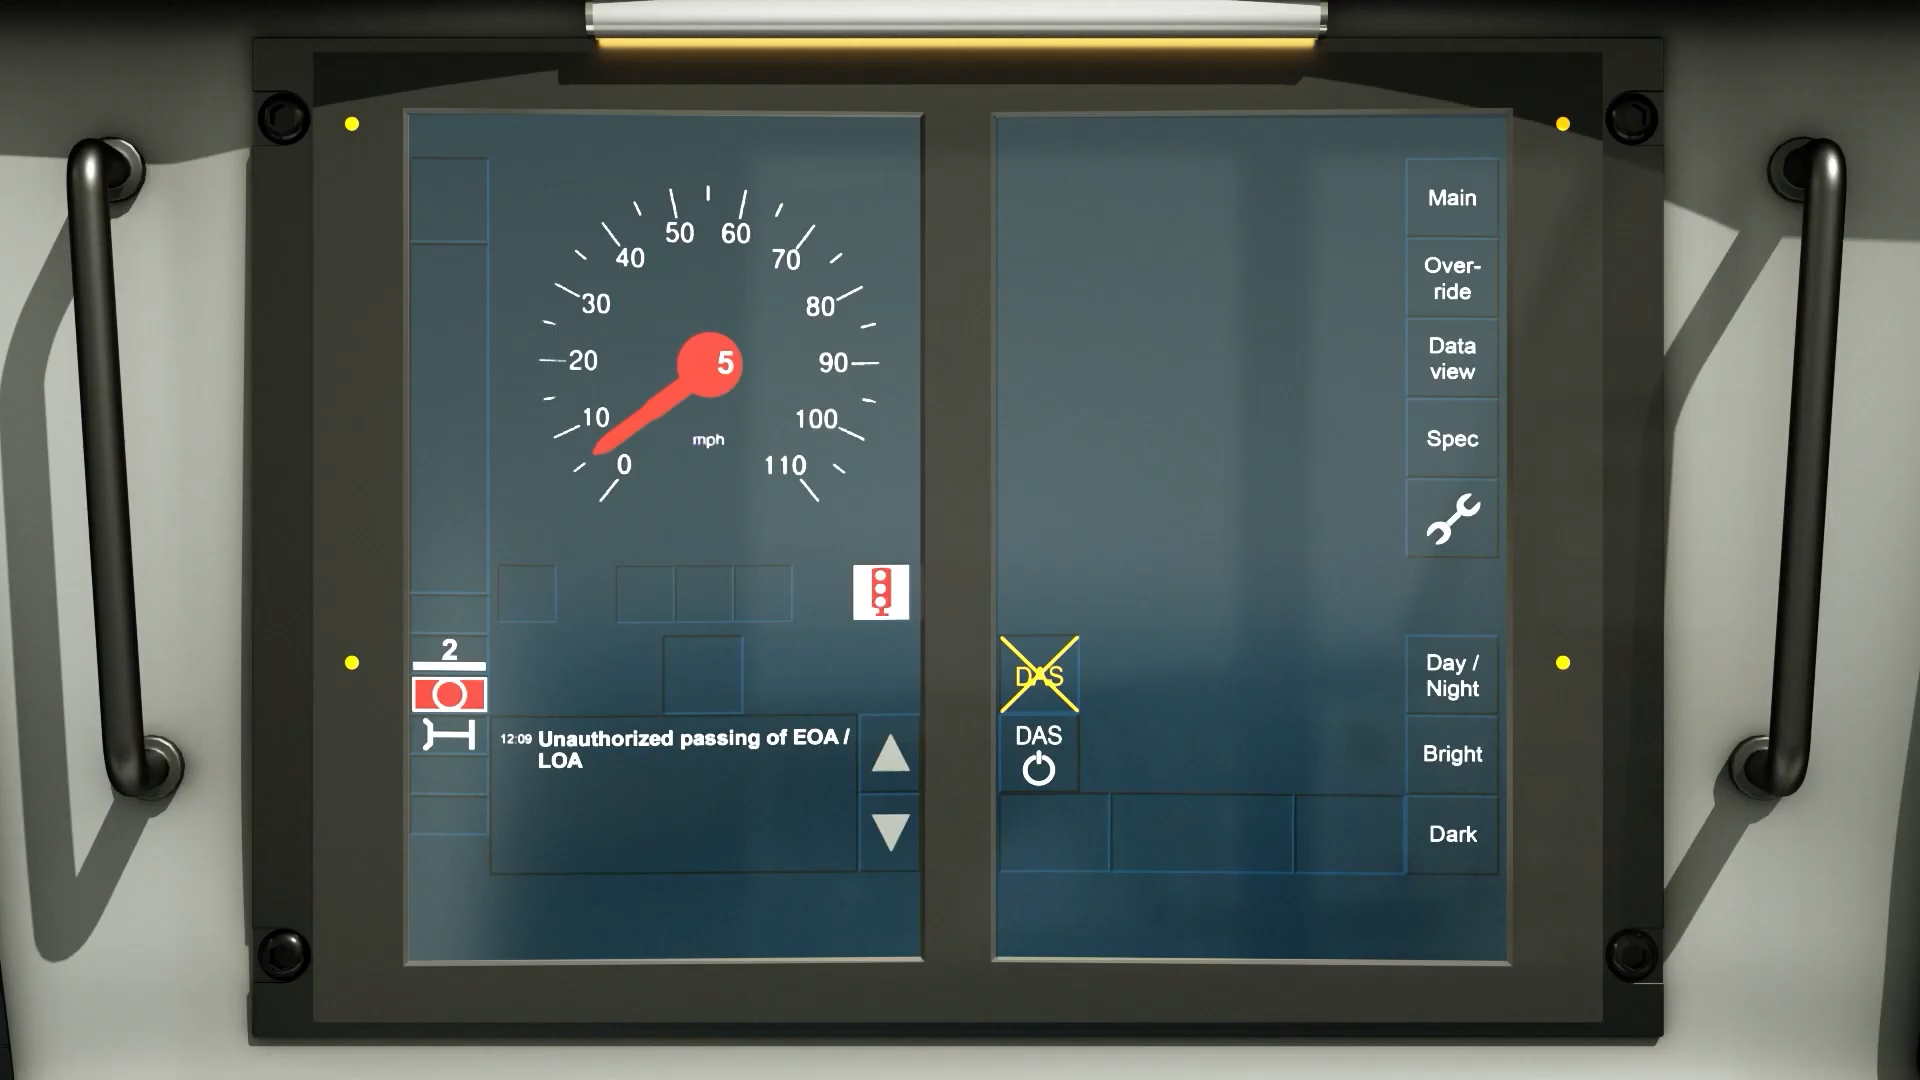 50
60
40
70
30
80
20
5
90
10
100
mph
0
110
2
12:09 Unauthorized passing of EOA /
LOA
Main
Over-
ride
Data
view
Spec
DAS
DAS
Day /
Night
Bright
Dark